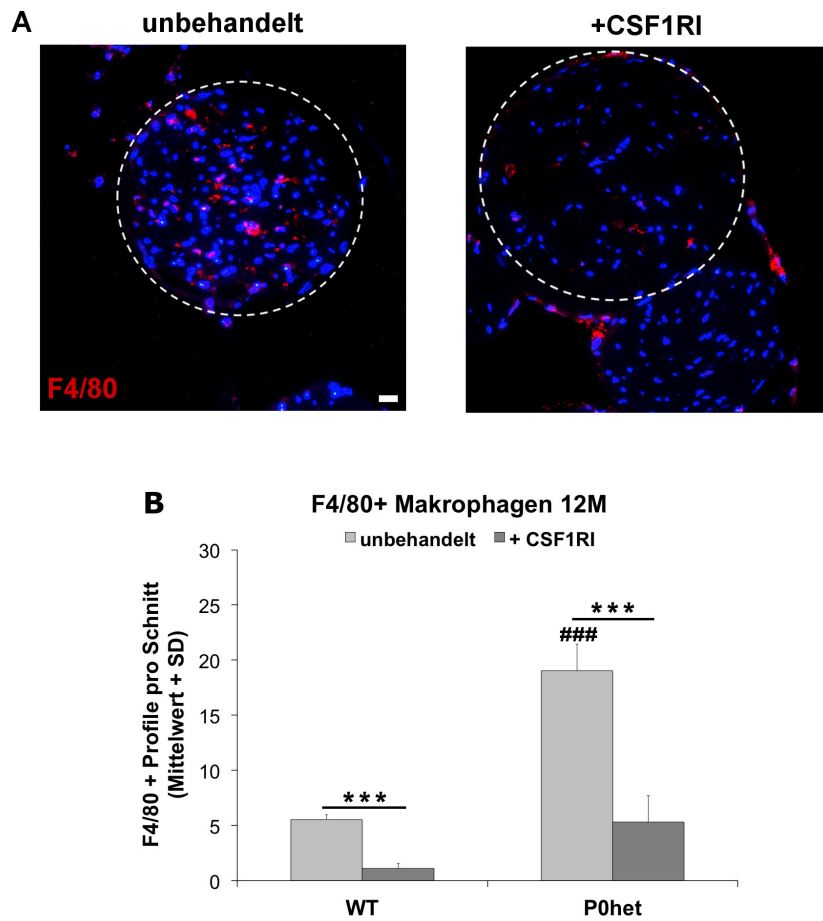 A
unbehandelt
+CSF1RI
F4/80
B
F4/80+ Makrophagen 12M
unbehandelt
+ CSF1RI
F4/80 + Profile pro Schnitt
(Mittelwert + SD)
30
25
20
15
10
5
0
***
###
***
WT
P0het